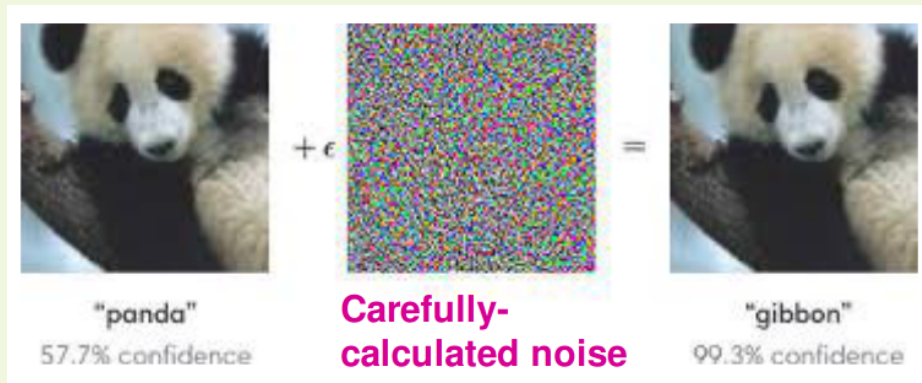 + ϵ
=
"panda"
57.7% confidence
Carefully-
calculated noise
"gibbon"
99.3% confidence